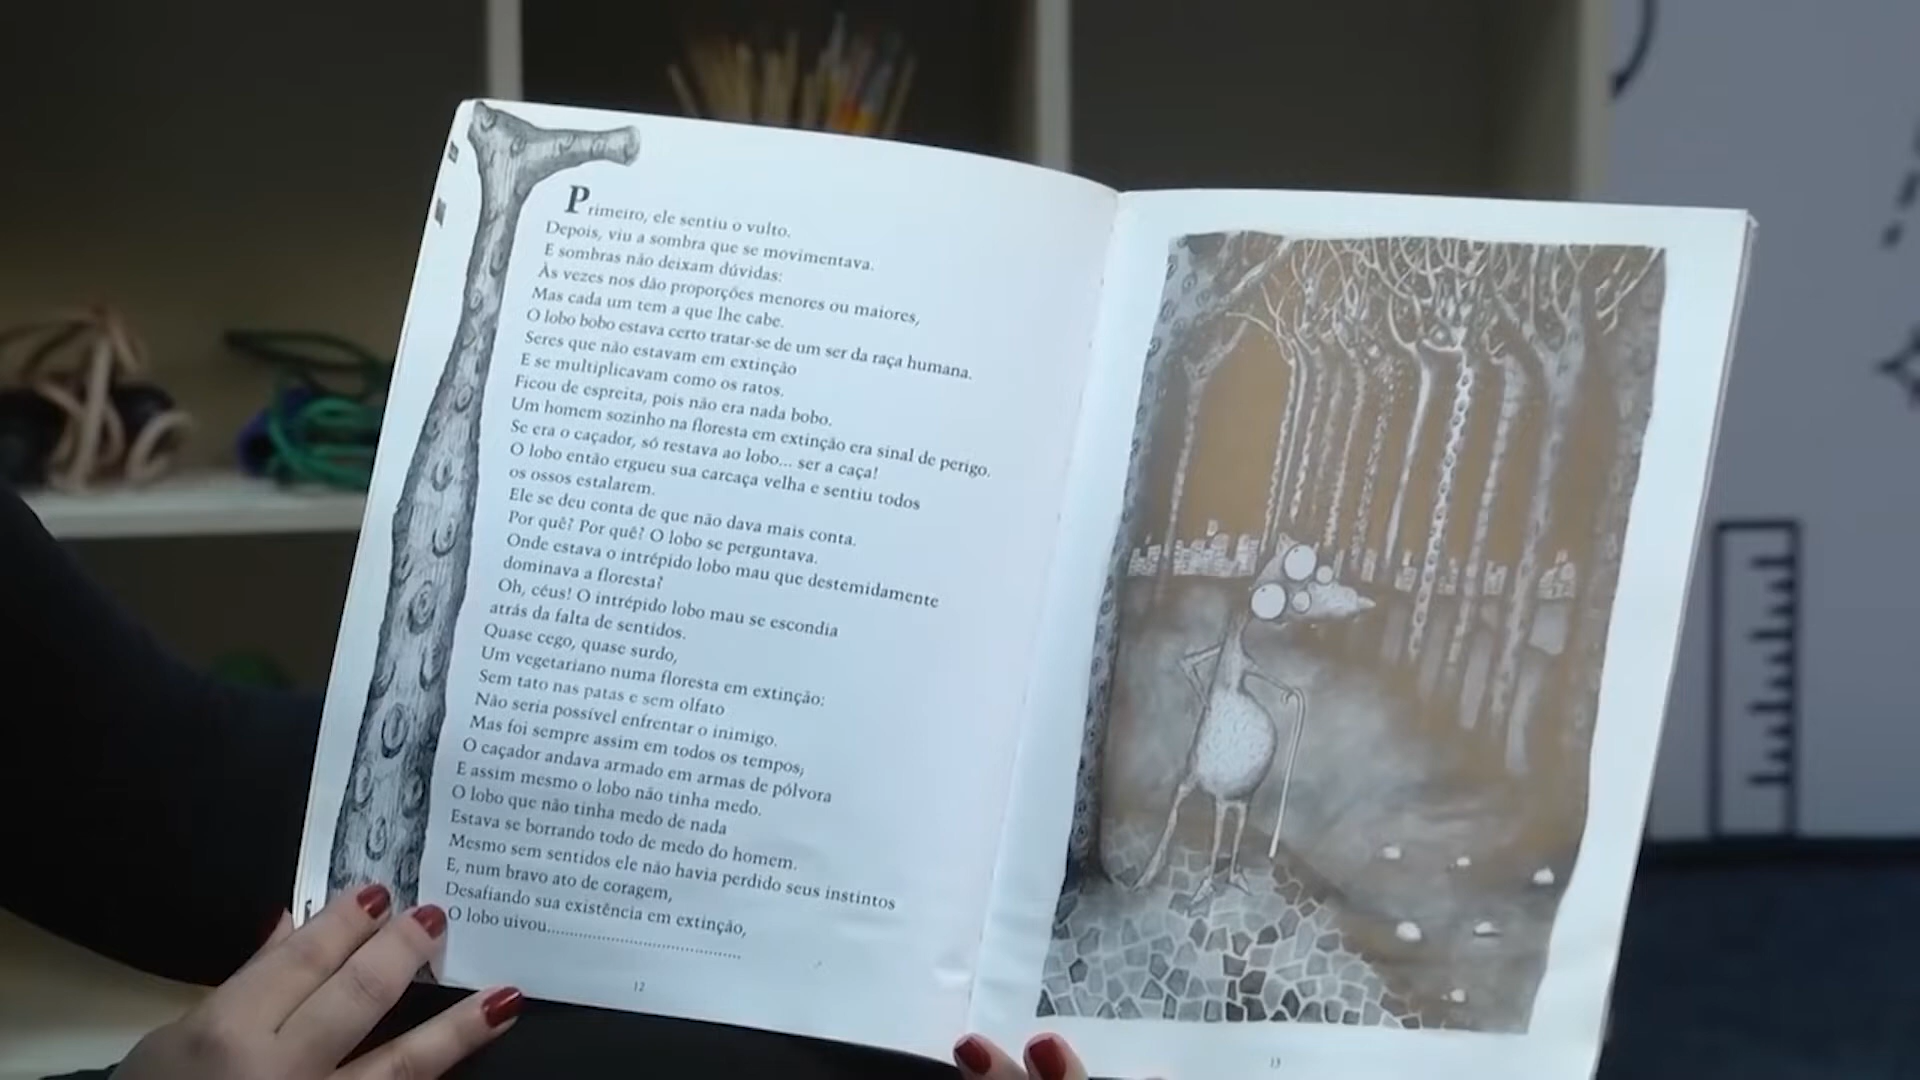 Primeiro, ele sentiu o vulto.
Depois, viu a sombra que se movimentava.
E sombras não deixam dúvidas:
Às vezes nos dão proporções menores ou maiores,
Mas cada um tem a que lhe cabe.
O lobo bobo estava certo tratar-se de um ser da raça humana.
Seres que não estavam em extinção
E se multiplicavam como os ratos.
Ficou de espreita, pois não era nada bobo.
Um homem sozinho na floresta em extinção era sinal de perigo.
Se era o caçador, só restava ao lobo... ser a caça!
O lobo então ergueu sua carcaça velha e sentiu todos
os ossos estalarem.
Ele se deu conta de que não dava mais conta.
Por quê? Por quê? O lobo se perguntava.
Onde estava o intrépido lobo mau que destemidamente
dominava a floresta?
Oh, céus! O intrépido lobo mau se escondia
atrás da falta de sentidos.
Quase cego, quase surdo,
Um vegetariano numa floresta em extinção:
Sem tato nas patas e sem olfato
Não seria possível enfrentar o inimigo.
Mas foi sempre assim em todos os tempos;
O caçador andava armado em armas de pólvora
E assim mesmo o lobo não tinha medo.
O lobo que não tinha medo de nada
Estava se borrando todo de medo do homem.
Mesmo sem sentidos ele não havia perdido seus instintos
E, num bravo ato de coragem,
Desafiando sua existência em extinção,
O lobo uivou..........................................
12
13